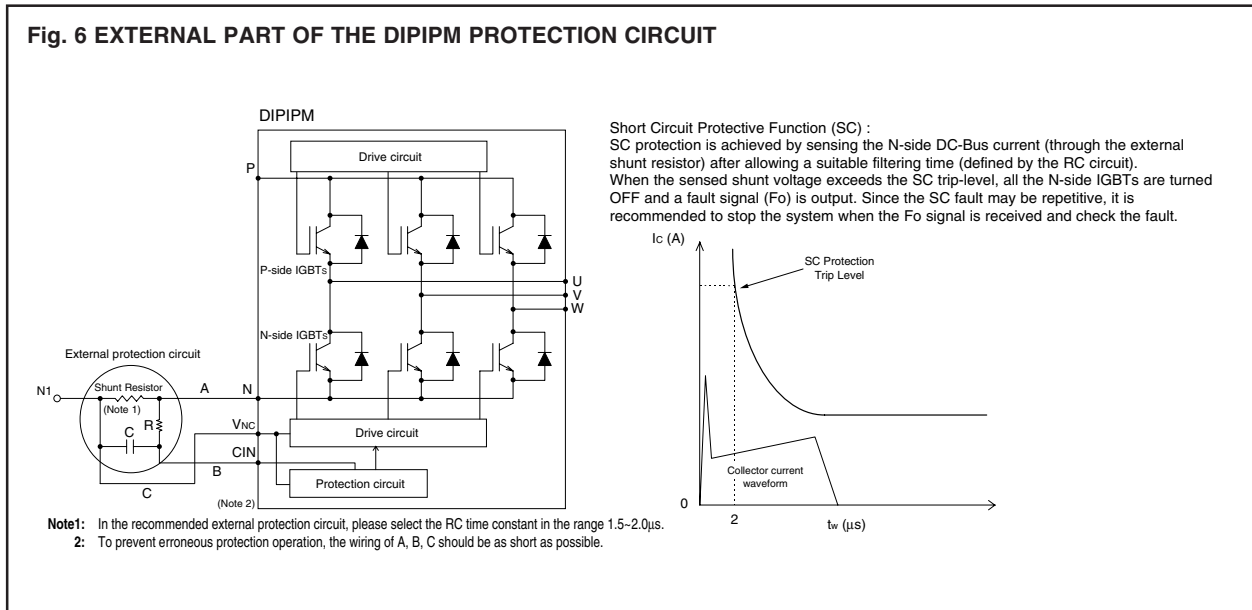 Fig. 6 EXTERNAL PART OF THE DIPIPM PROTECTION CIRCUIT
DIPIPM
Drive circuit
P
P-side IGBTs
U
V
W
N-side IGBTs
External protection circuit
N1
Shunt Resistor
A
N
(Note 1)
R
C
VNC
Drive circuit
CIN
B
Protection circuit
C
(Note 2)
Note1: In the recommended external protection circuit, please select the RC time constant in the range 1.5~2.0μs.
2: To prevent erroneous protection operation, the wiring of A, B, C should be as short as possible.
Short Circuit Protective Function (SC) :
SC protection is achieved by sensing the N-side DC-Bus current (through the external
shunt resistor) after allowing a suitable filtering time (defined by the RC circuit).
When the sensed shunt voltage exceeds the SC trip-level, all the N-side IGBTs are turned
OFF and a fault signal (Fo) is output. Since the SC fault may be repetitive, it is
recommended to stop the system when the Fo signal is received and check the fault.
IC (A)
SC Protection
Trip Level
Collector current
waveform
0
2
tw (μs)